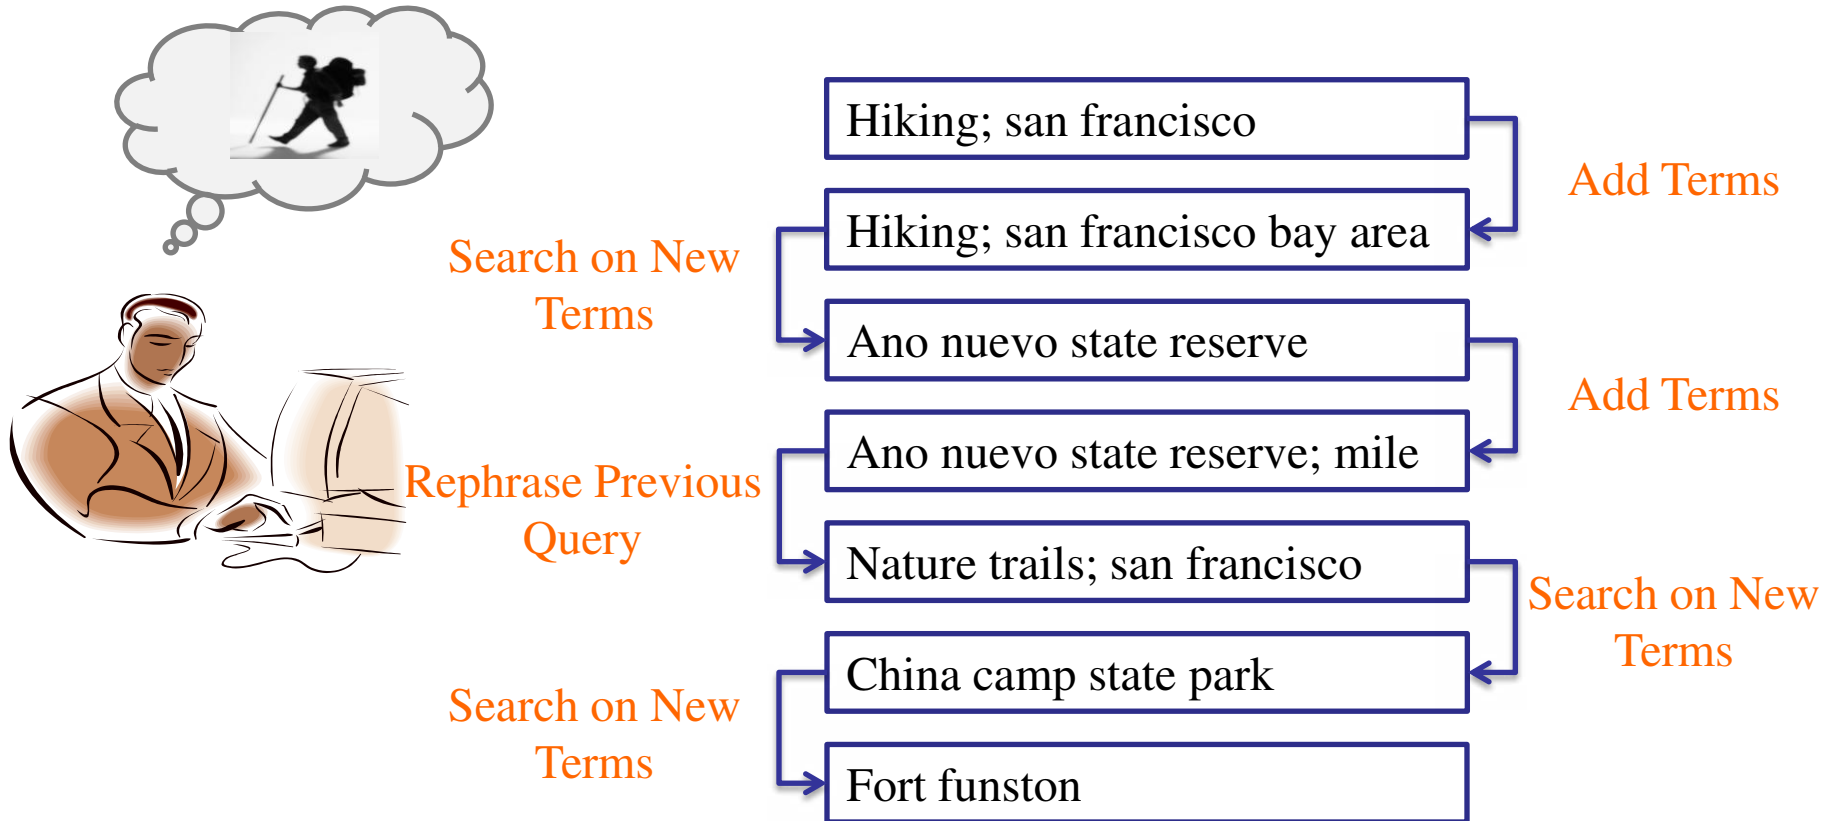 Hiking; san francisco
Add Terms
Hiking; san francisco bay area
Search on New
Terms
Ano nuevo state reserve
Add Terms
Ano nuevo state reserve; mile
Rephrase Previous
Query
Nature trails; san francisco
Search on New
Terms
China camp state park
Search on New
Terms
Fort funston